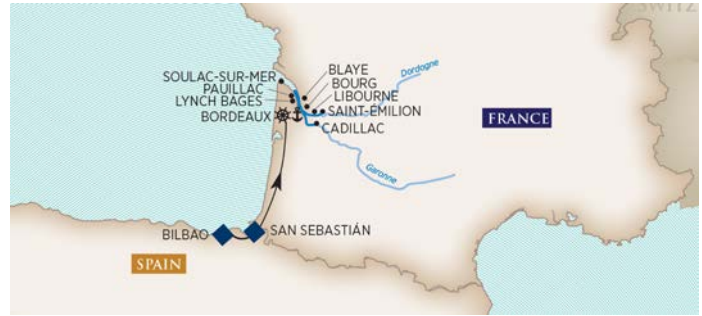 SWITZ
SOULAC-SUR-MER
PAUILLAC
LYNCH BAGES
BORDEAUX
BLAYE
BOURG
LIBOURNE
SAINT-ÉMILION
CADILLAC
Dordogne
Garonne
FRANCE
BILBAO
SAN SEBASTIÁN
SPAIN